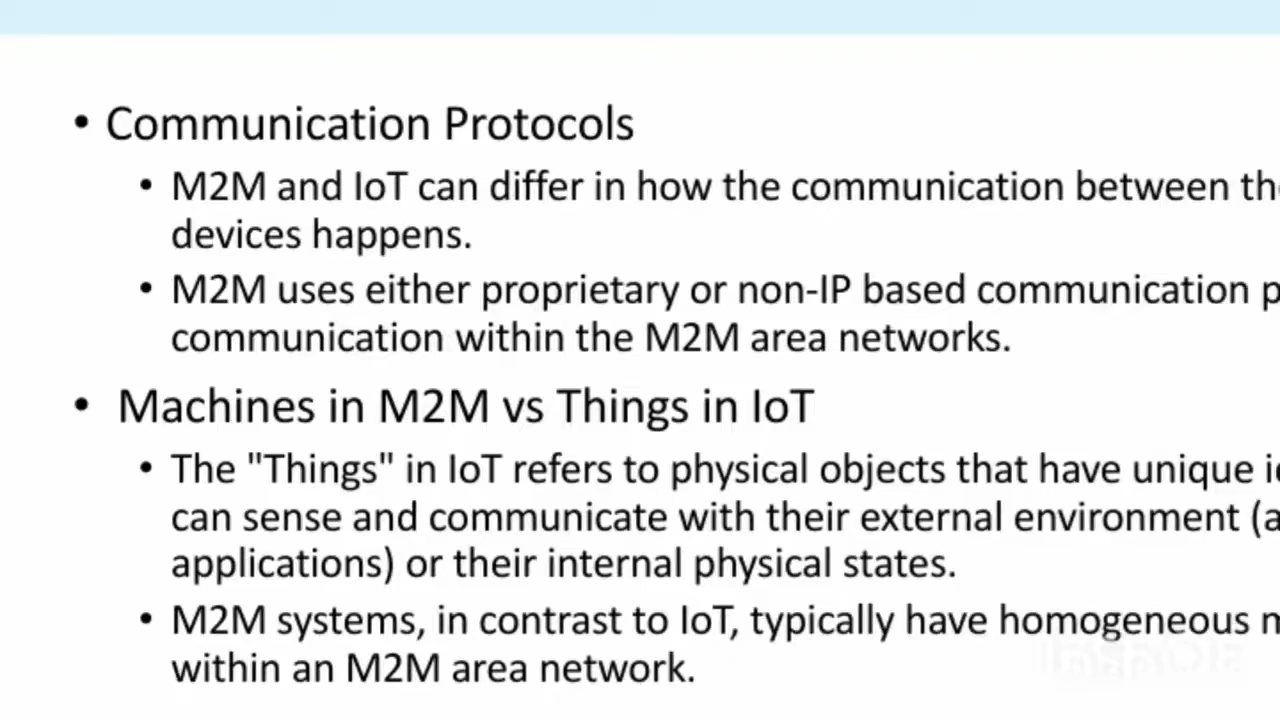 • Communication Protocols
• M2M and IoT can differ in how the communication between
devices happens.
• M2M uses either proprietary or non-IP based communication
communication within the M2M area networks.
• Machines in M2M vs Things in IoT
• The "Things" in IoT refers to physical objects that have unique
can sense and communicate with their external environment
applications) or their internal physical states.
• M2M systems, in contrast to IoT, typically have homogeneous
within an M2M area network.